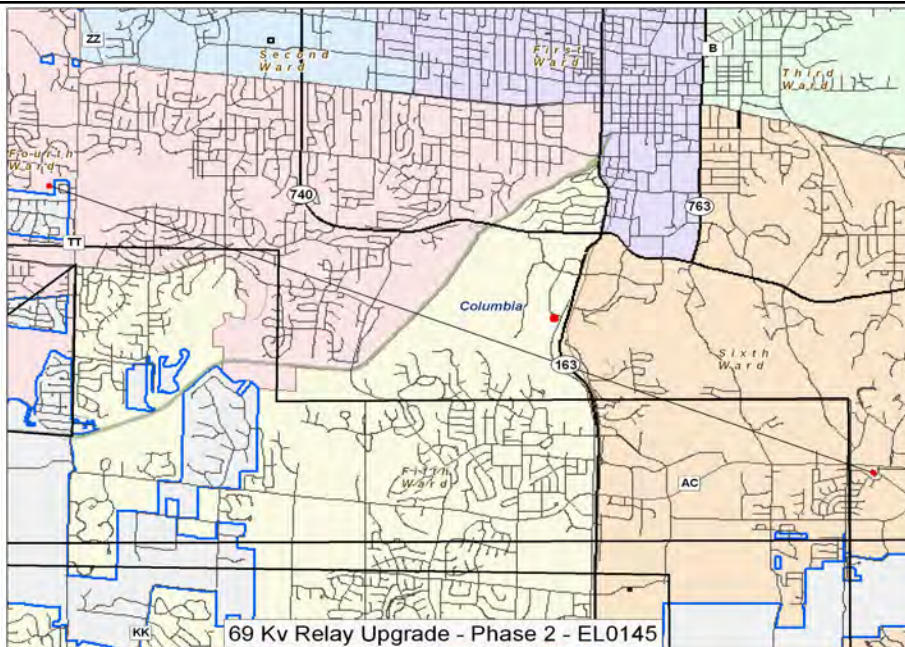 ZZ
Second
Ward
First
Ward
B
Third
Ward
Fourth
Ward
740
763
TT
Columbia
163
Sixth
Ward
Fifth
Ward
AC
KK
69 Kv Relay Upgrade - Phase 2 - EL0145